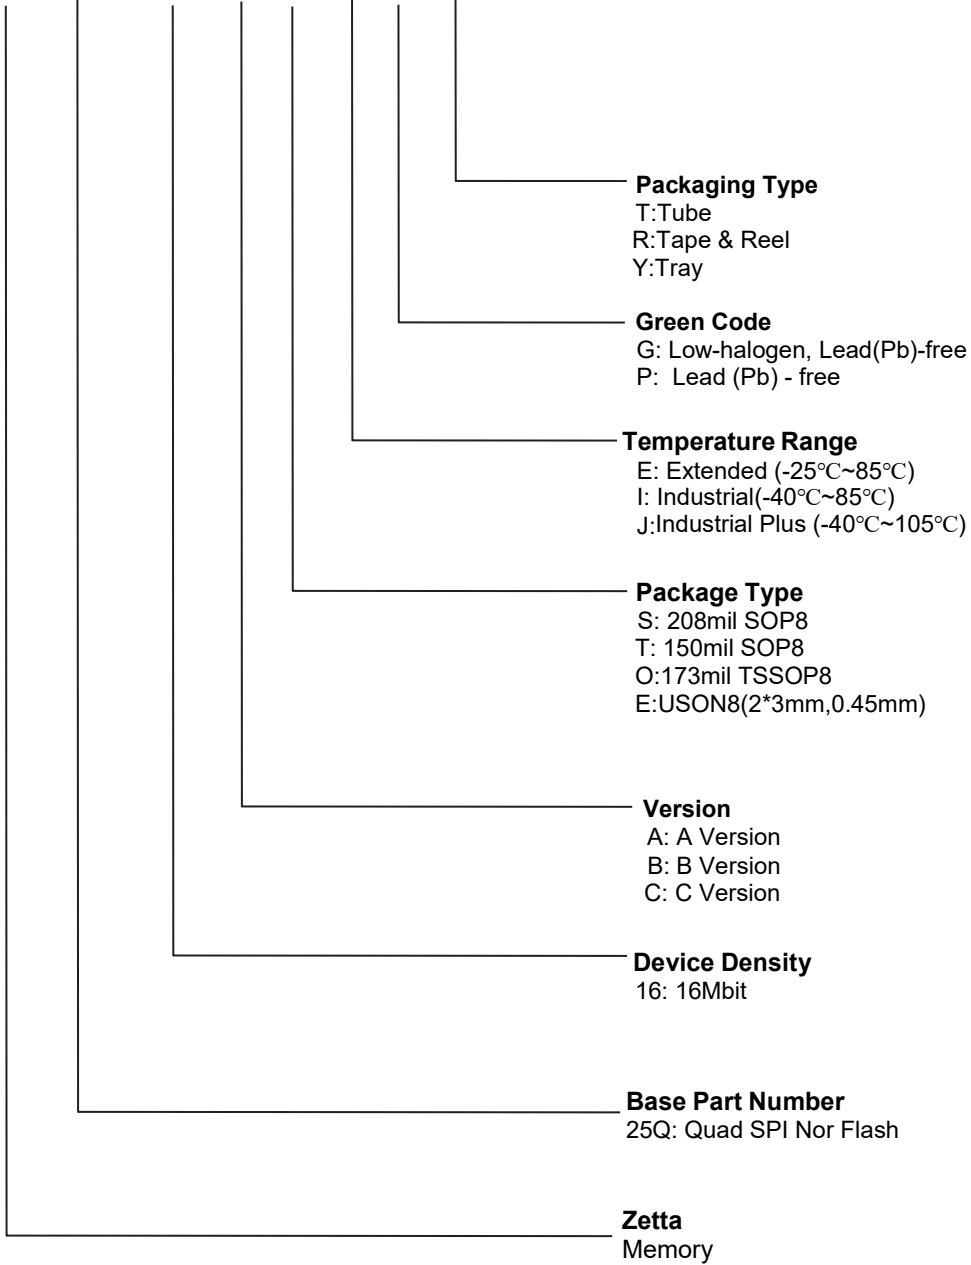 Packaging Type
T:Tube
R:Tape & Reel
Y:Tray
Green Code
G: Low-halogen, Lead(Pb)-free
P:  Lead (Pb) - free
Temperature Range
E: Extended (-25℃~85℃)
I: Industrial(-40℃~85℃)
J:Industrial Plus (-40℃~105℃)
Package Type
S: 208mil SOP8
T: 150mil SOP8
O:173mil TSSOP8
E:USON8(2*3mm,0.45mm)
Version
A: A Version
B: B Version
C: C Version
Device Density
16: 16Mbit
Base Part Number
25Q: Quad SPI Nor Flash
Zetta
Memory